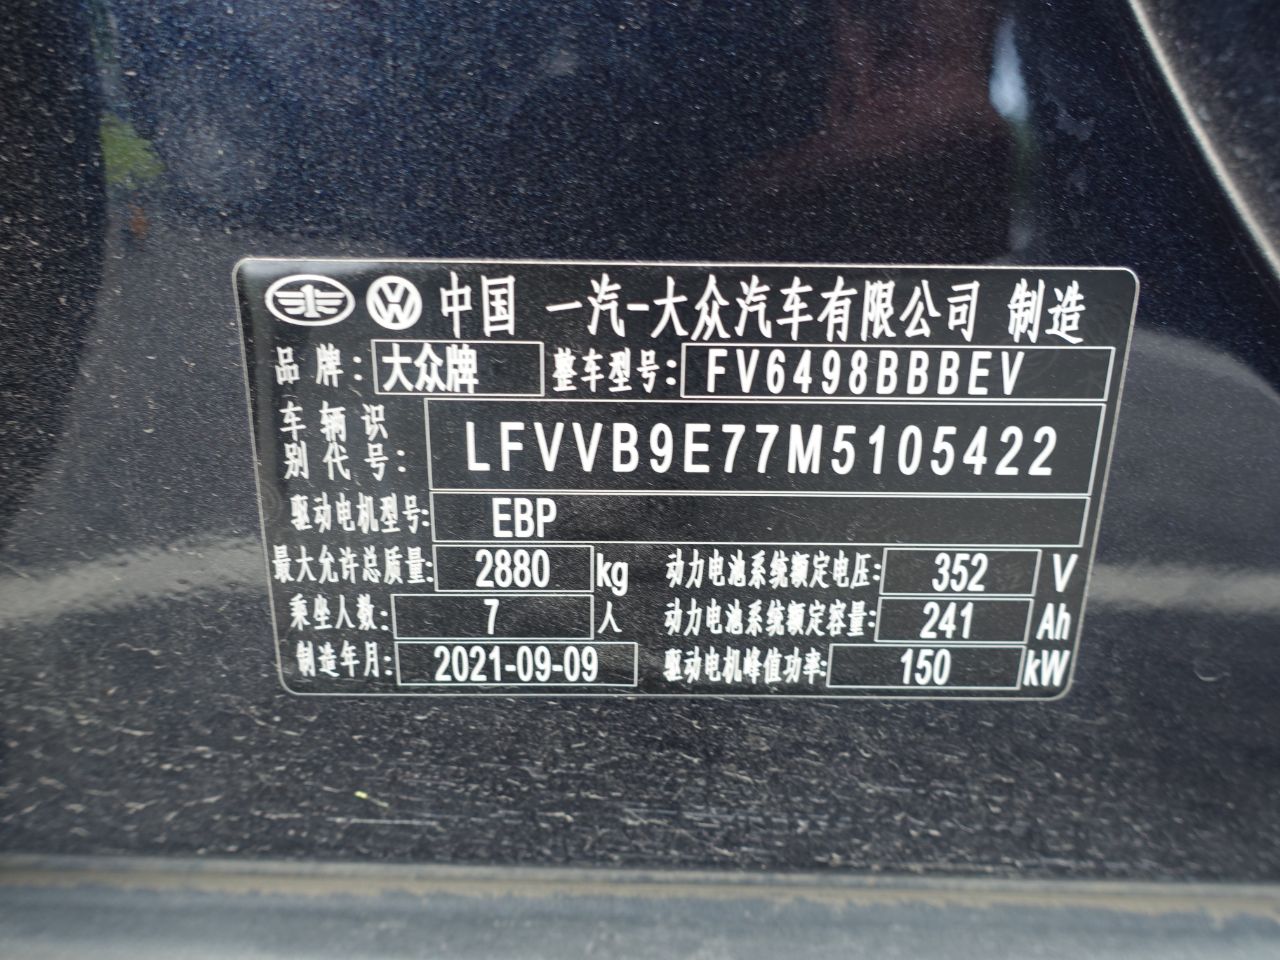 中国 一汽-大众汽车有限公司 制造
品牌: 大众牌 整车型号: FV6498BBBEV
车辆识别代号: LFVVB9E77M5105422
驱动电机型号: EBP
最大允许总质量: 2880 kg 动力电池系统额定电压: 352 V
乘坐人数: 7 人 动力电池系统额定容量: 241 Ah
制造年月: 2021-09-09 驱动电机峰值功率: 150 kW